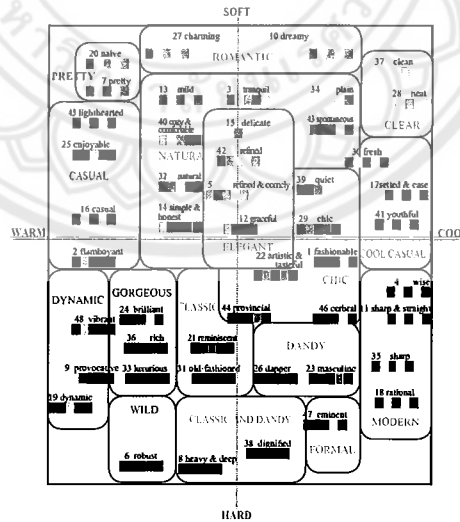 SOFT
27 charming 10 dreamy
ROMANTIC
20 naive
PRETTY
7 pretty
37 clean
28 neat
CLEAR
13 mild 3 tranquil 34 plain
45 lighthearted
40 cozy & comfortable
15 delicate
43 spontaneous
25 enjoyable
NATURA
42 refined
30 fresh
CASUAL
32 natural
5 refined & comely
39 quiet
17 settled & ease
16 casual
14 simple & honest
12 graceful
29 chic
41 youthful
WARM
COO
ELEGANT
2 flamboyant
22 artistic & tasteful
1 fashionable
COOL CASUAL
CHIC
DYNAMIC
GORGEOUS
CLASSIC
4 wise
48 vibrant
24 brilliant
44 provincial
46 cerbral
11 sharp & straight
36 rich
21 reminiscent
DANDY
35 sharp
9 provocative
33 luxurious
31 old-fashioned
26 dapper
23 masculine
19 dynamic
18 rational
WILD
CLASSIC AND DANDY
47 eminent
MODERN
38 dignified
FORMAL
6 robust
8 heavy & deep
HARD